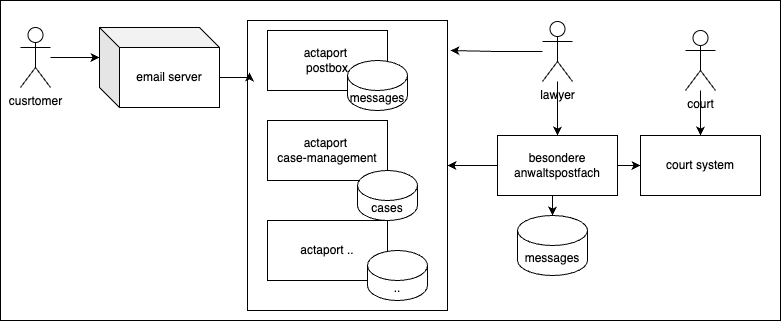 cusrtomer
email server
actaport
postbox
messages
actaport
case-management
cases
actaport ..
..
lawyer
besondere
anwaltspostfach
messages
court
court system